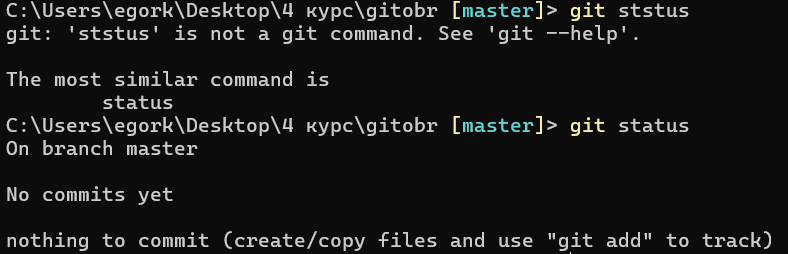 C:\Users\egork\Desktop\4 курс\gitobr [master]> git ststus
git: 'ststus' is not a git command. See 'git --help'.
The most similar command is
status
C:\Users\egork\Desktop\4 курс\gitobr [master]> git status
On branch master
No commits yet
nothing to commit (create/copy files and use "git add" to track)